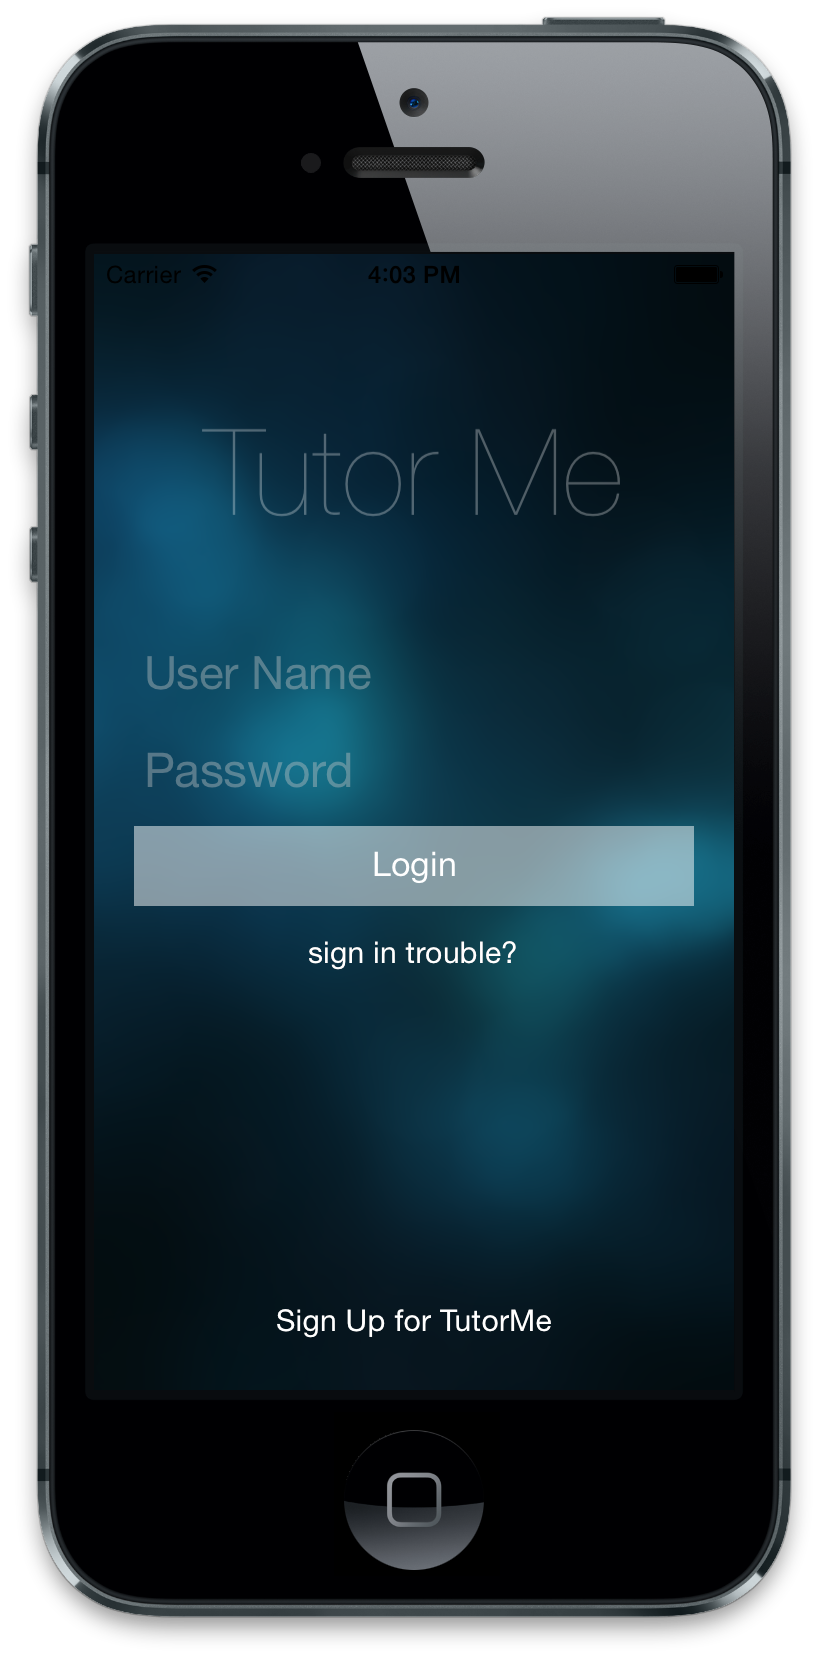 Carrier 4:03 PM
Tutor Me
User Name
Password
Login
sign in trouble?
Sign Up for TutorMe